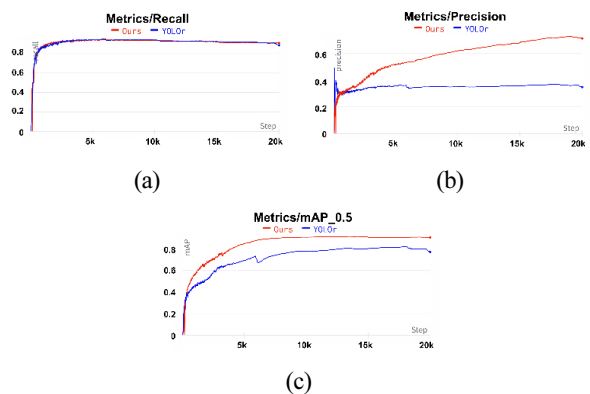 Metrics/Recall
Ours YOLOr
recall
0.8
0.6
0.4
0.2
0
Step
5k 10k 15k 20k
(a)
Metrics/Precision
Ours YOLOr
precision
0.6
0.4
0.2
0
Step
5k 10k 15k 20k
(b)
Metrics/mAP_0.5
Ours YOLOr
mAP
0.8
0.6
0.4
0.2
0
Step
5k 10k 15k 20k
(c)